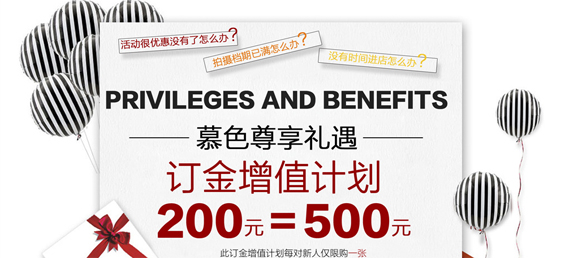 活动很优惠没有了怎么办?
拍摄档期已满怎么办?
没有时间进店怎么办?
PRIVILEGES AND BENEFITS
慕色尊享礼遇
订金增值计划
200元=500元
此订金增值计划每对新人仅限购一张